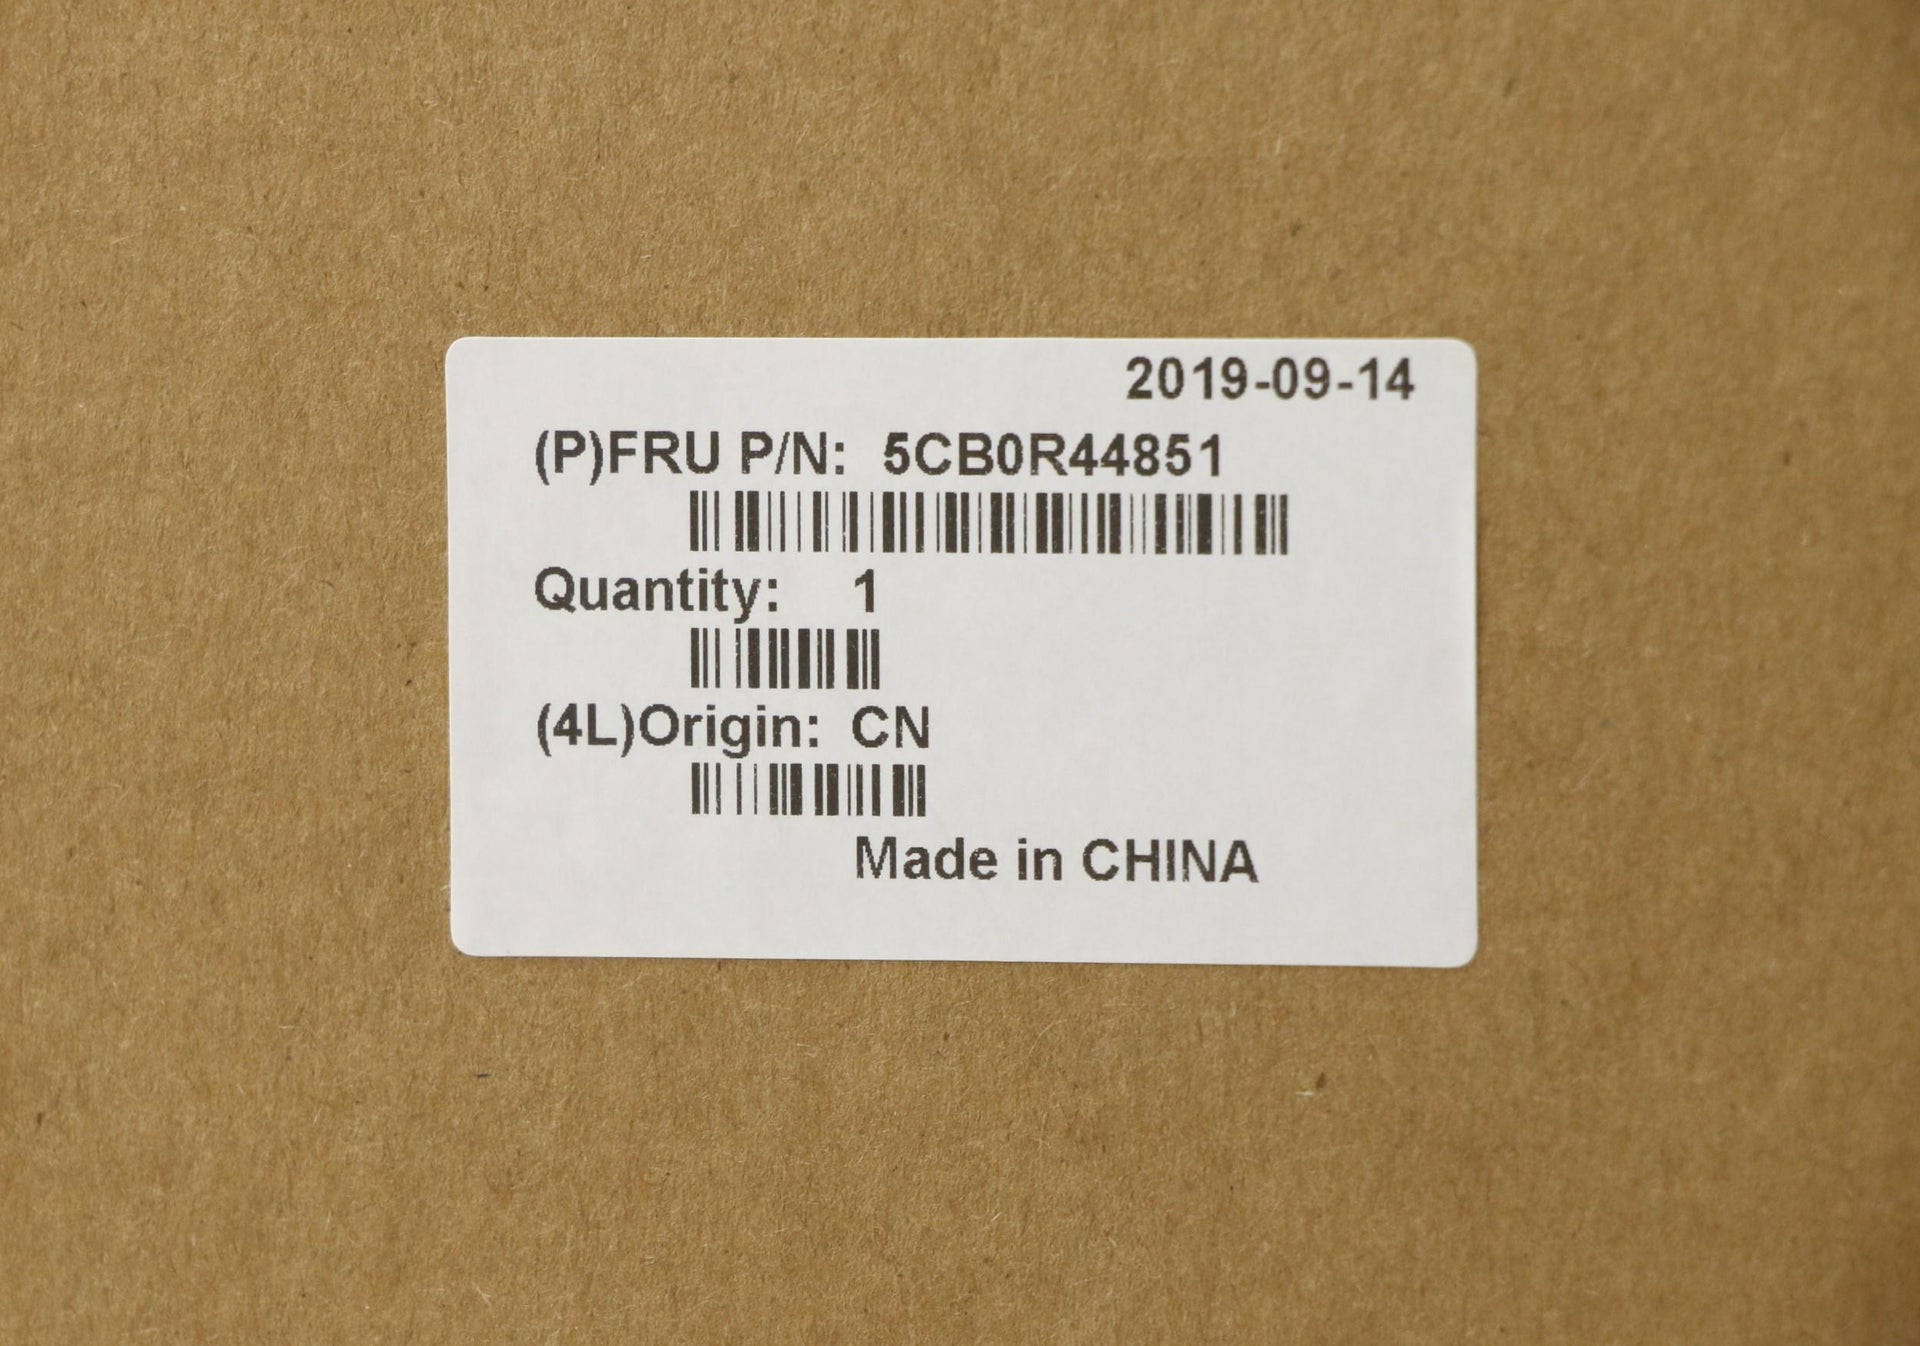 2019-09-14
(P)FRU P/N: 5CB0R44851
Quantity: 1
(4L)Origin: CN
Made in CHINA